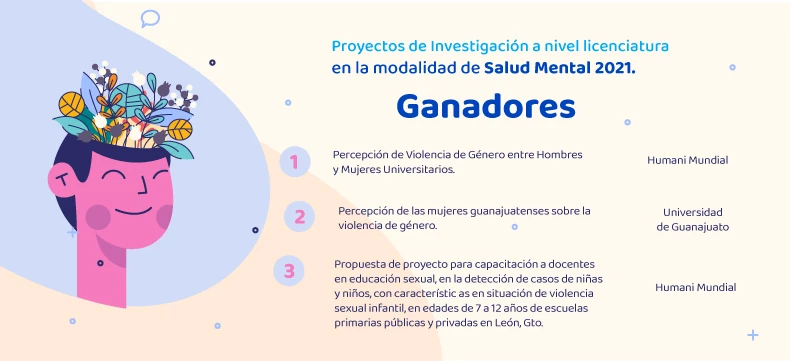 Proyectos de Investigación a nivel licenciatura
en la modalidad de Salud Mental 2021.
Ganadores
1
Percepción de Violencia de Género entre Hombres
y Mujeres Universitarios.
Humani Mundial
2
Percepción de las mujeres guanajuatenses sobre la
violencia de género.
Universidad
de Guanajuato
3
Propuesta de proyecto para capacitación a docentes
en educación sexual, en la detección de casos de niñas
y niños, con característic as en situación de violencia
sexual infantil, en edades de 7 a 12 años de escuelas
primarias públicas y privadas en León, Gto.
Humani Mundial